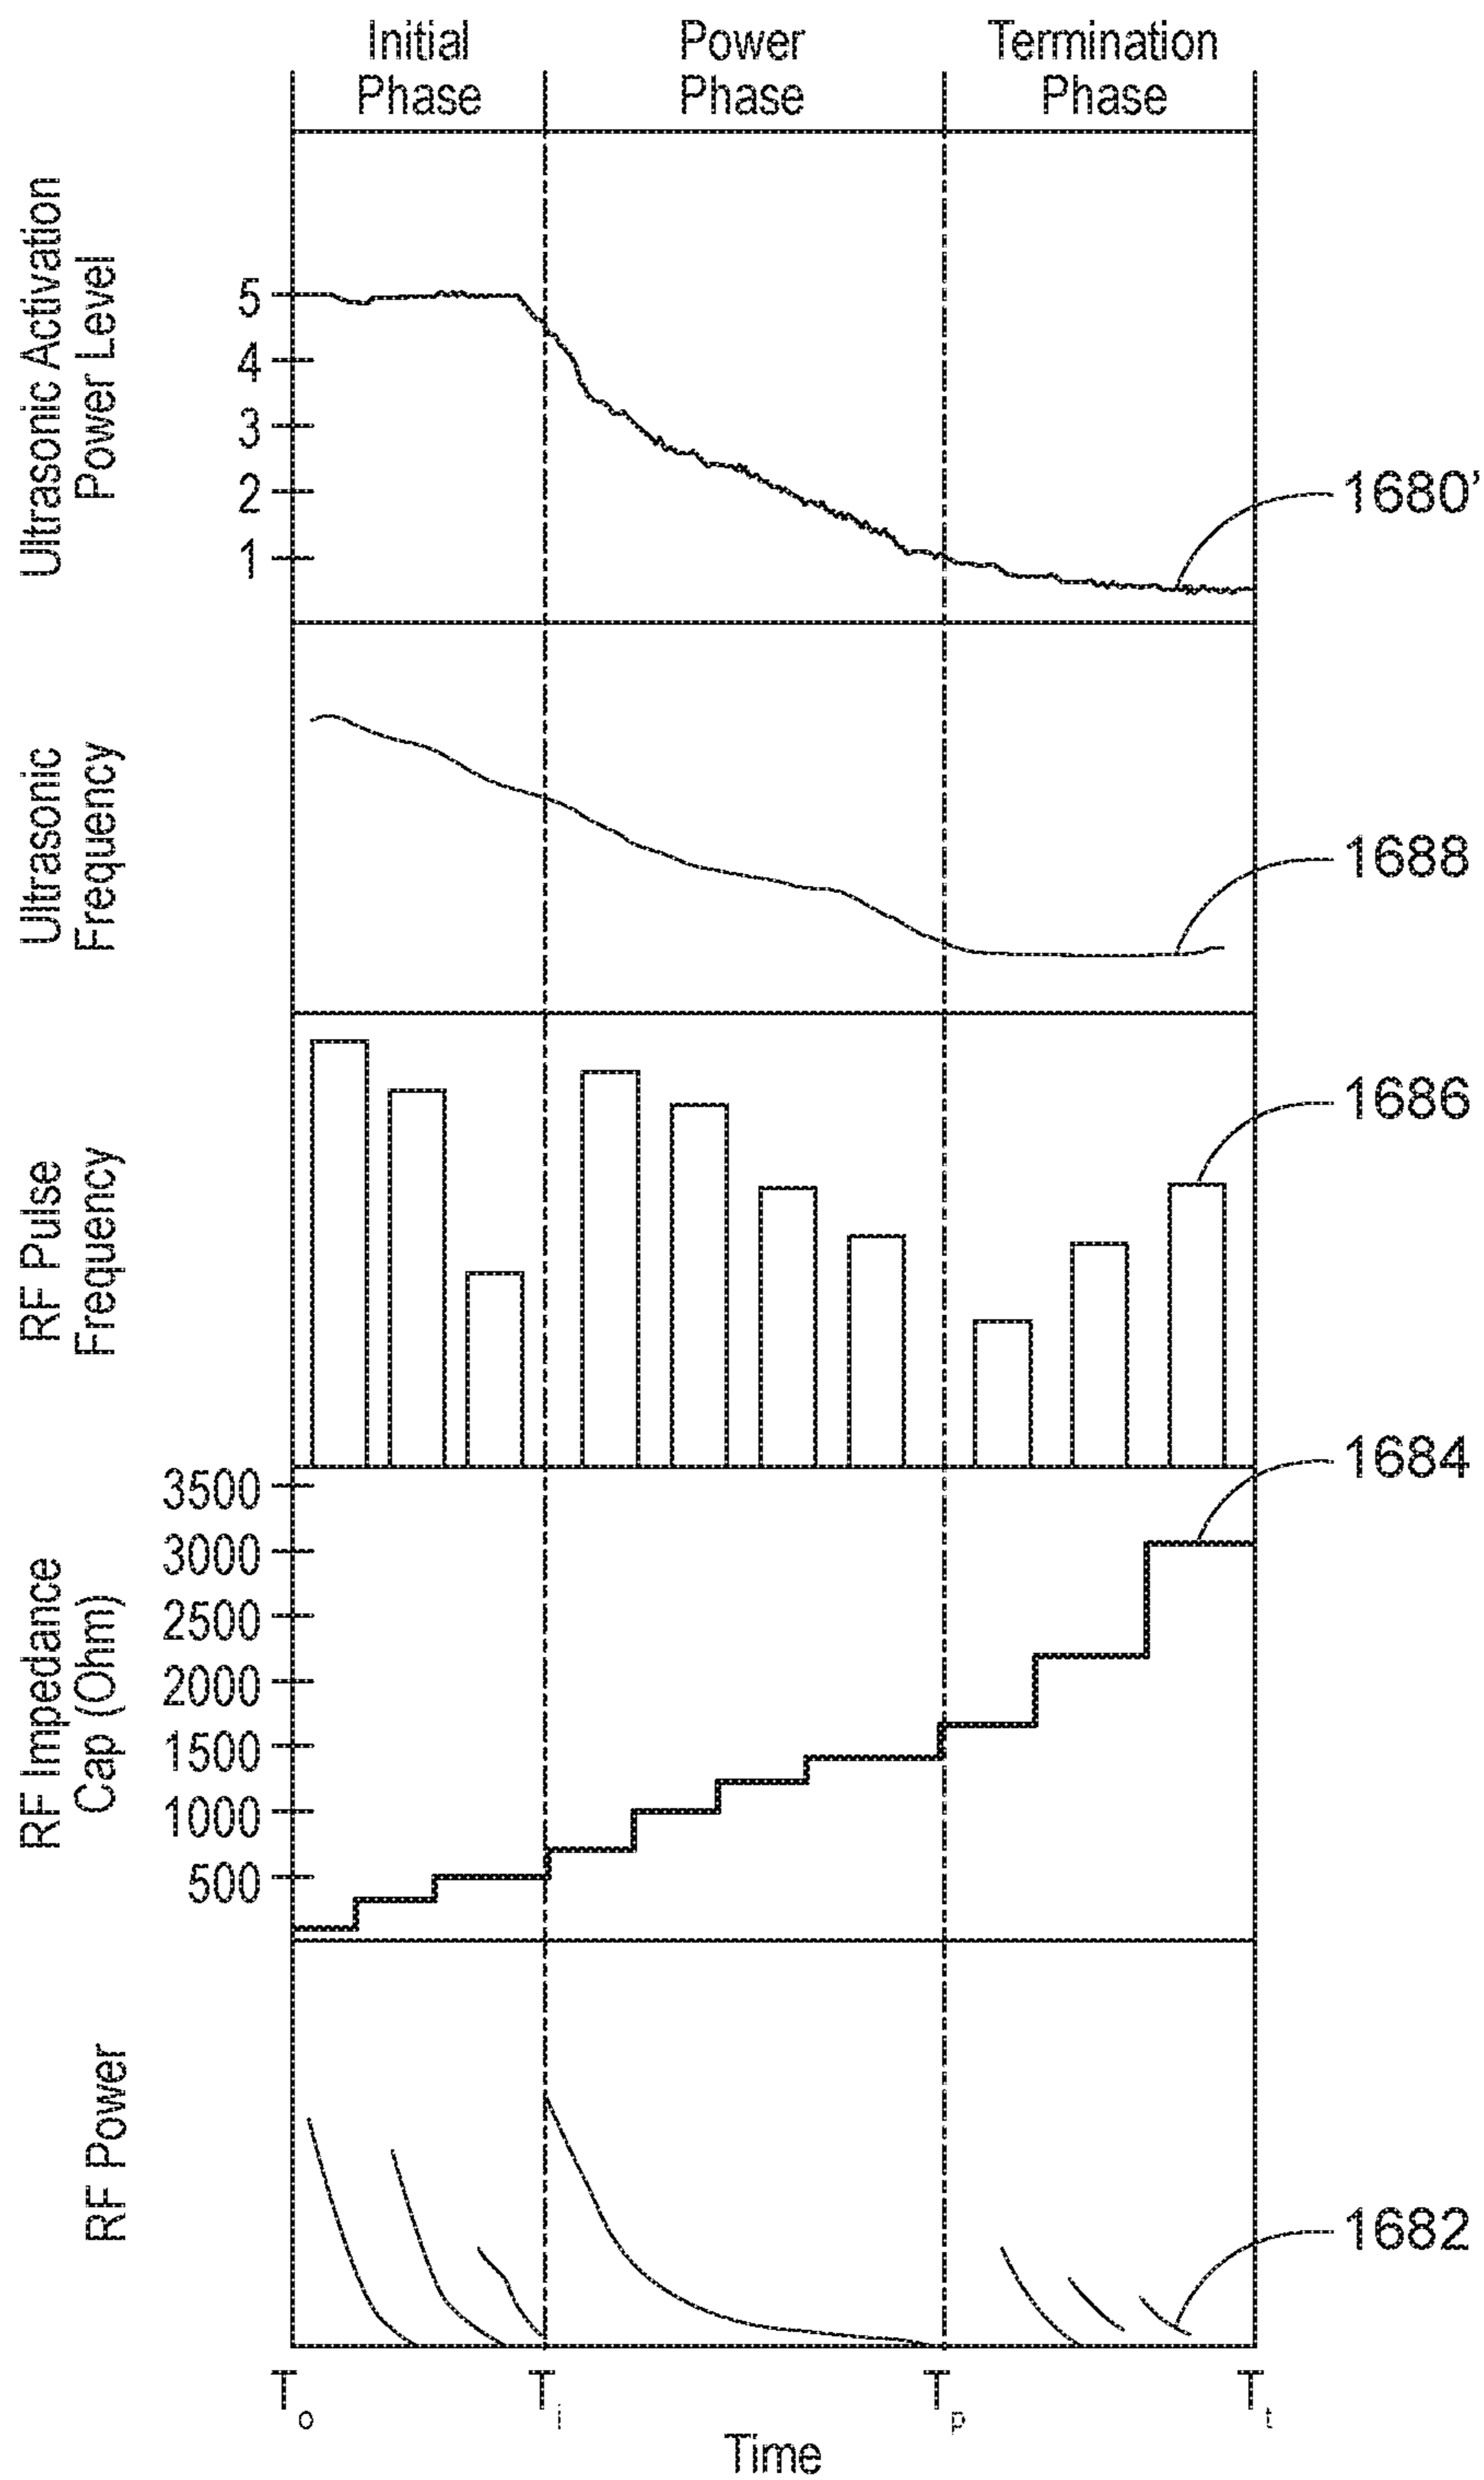 Initial
Phase
Power
Phase
Termination
Phase
Ultrasonic Activation
Power Level
5
4
3
2
1
1680’
Ultrasonic
Frequency
1688
RF Pulse
Frequency
1686
RF Impedance
Cap (Ohm)
3500
3000
2500
2000
1500
1000
500
1684
RF Power
1682
To
Ti
Tp
Tt
Time